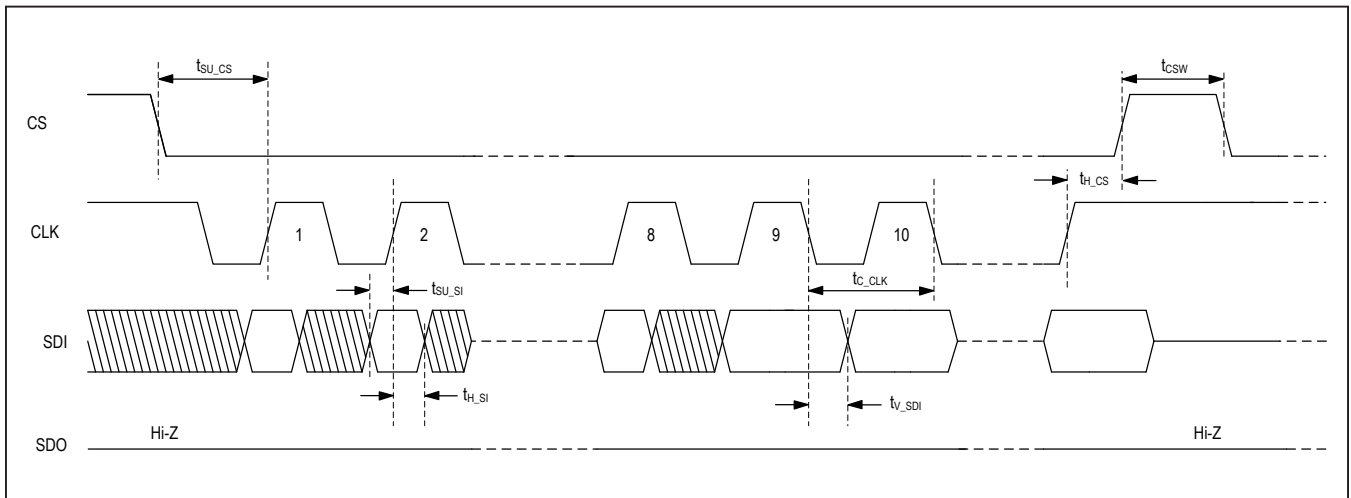 tSU_CS
tCSW
CS
tH_CS
CLK
1
2
8
9
10
tSU_SI
tC_CLK
SDI
tH_SI
tV_SDI
SDO
Hi-Z
Hi-Z